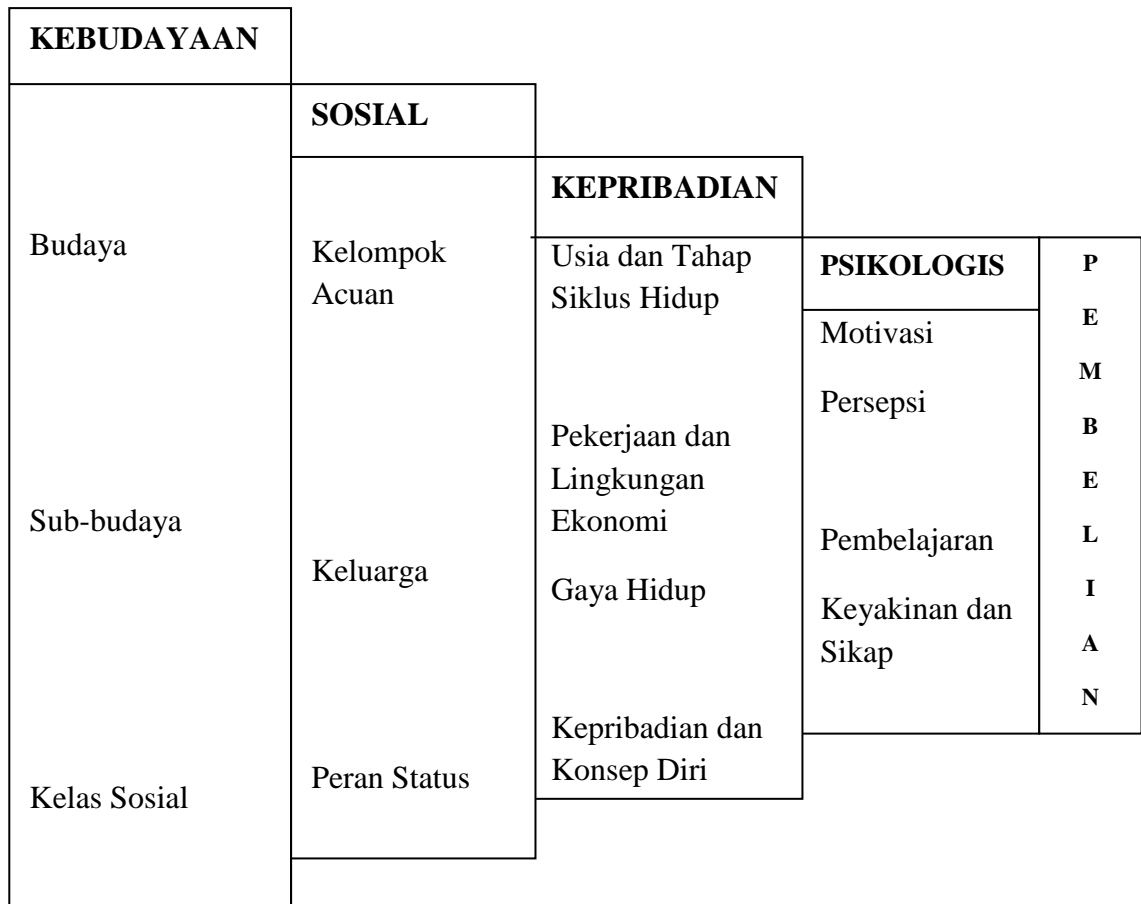 KEBUDAYAAN
Budaya
Sub-budaya
Kelas Sosial
SOSIAL
Kelompok
Acuan
Keluarga
Peran Status
KEPRIBADIAN
Usia dan Tahap
Siklus Hidup
Pekerjaan dan
Lingkungan
Ekonomi
Gaya Hidup
Kepribadian dan
Konsep Diri
PSIKOLOGIS
Motivasi
Persepsi
Pembelajaran
Keyakinan dan
Sikap
P
E
M
B
E
L
I
A
N